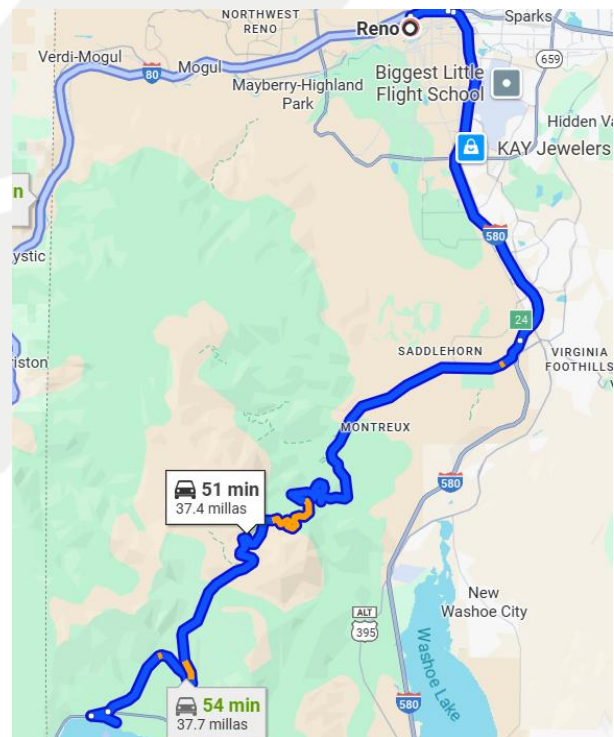 NORTHWEST
RENO
Sparks
Reno
659
Verdi-Mogul
80
Mogul
Mayberry-Highland
Park
Biggest Little
Flight School
Hidden Va
KAY Jewelers
n
580
ystic
24
SADDLEHORN
VIRGINIA
FOOTHILLS
iston
MONTREUX
51 min
37.4 millas
580
New
Washoe City
ALT
395
Washoe Lake
54 min
37.7 millas
580